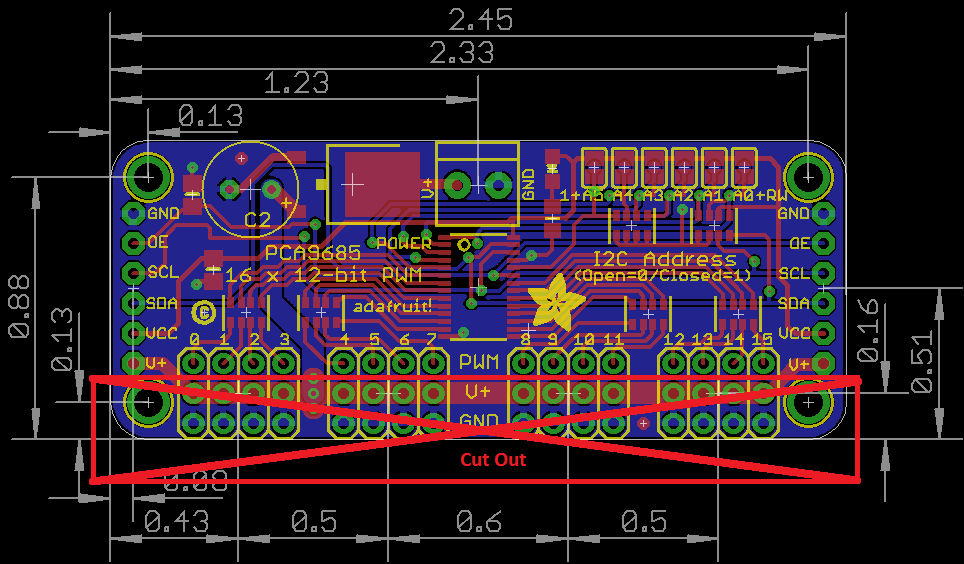 2.45
2.33
1.23
0.13
V+
GND
C2
+
1+A5 A4 A3 A2 A1 A0+RW
GND
OE
SCL
SDA
VCC
V+
POWER
PCA9685
16 x 12-bit PWM
adafruit!
I2C Address
(Open=0/Closed=1)
GND
OE
SCL
SDA
VCC
V+
0 1 2 3 4 5 6 7 8 9 10 11 12 13 14 15
PWM
V+
GND
0.88
0.13
0.16
0.51
Cut Out
0.08
0.43 0.5 0.6 0.5